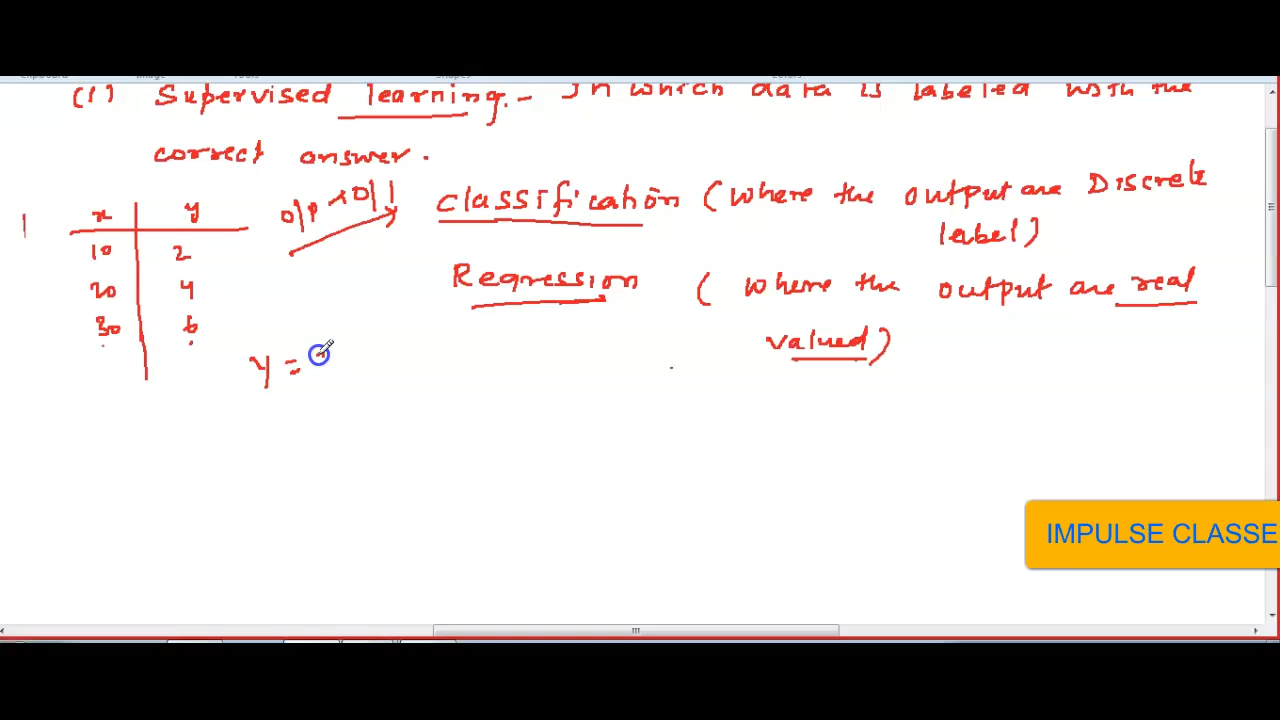 (1) Supervised learning. - In which data is labeled with the
correct answer.
x y
10 2
20 4
30 6
Classification (where the output are Discrete
label)
Regression ( where the output are real
valued)
y =
IMPULSE CLASSE